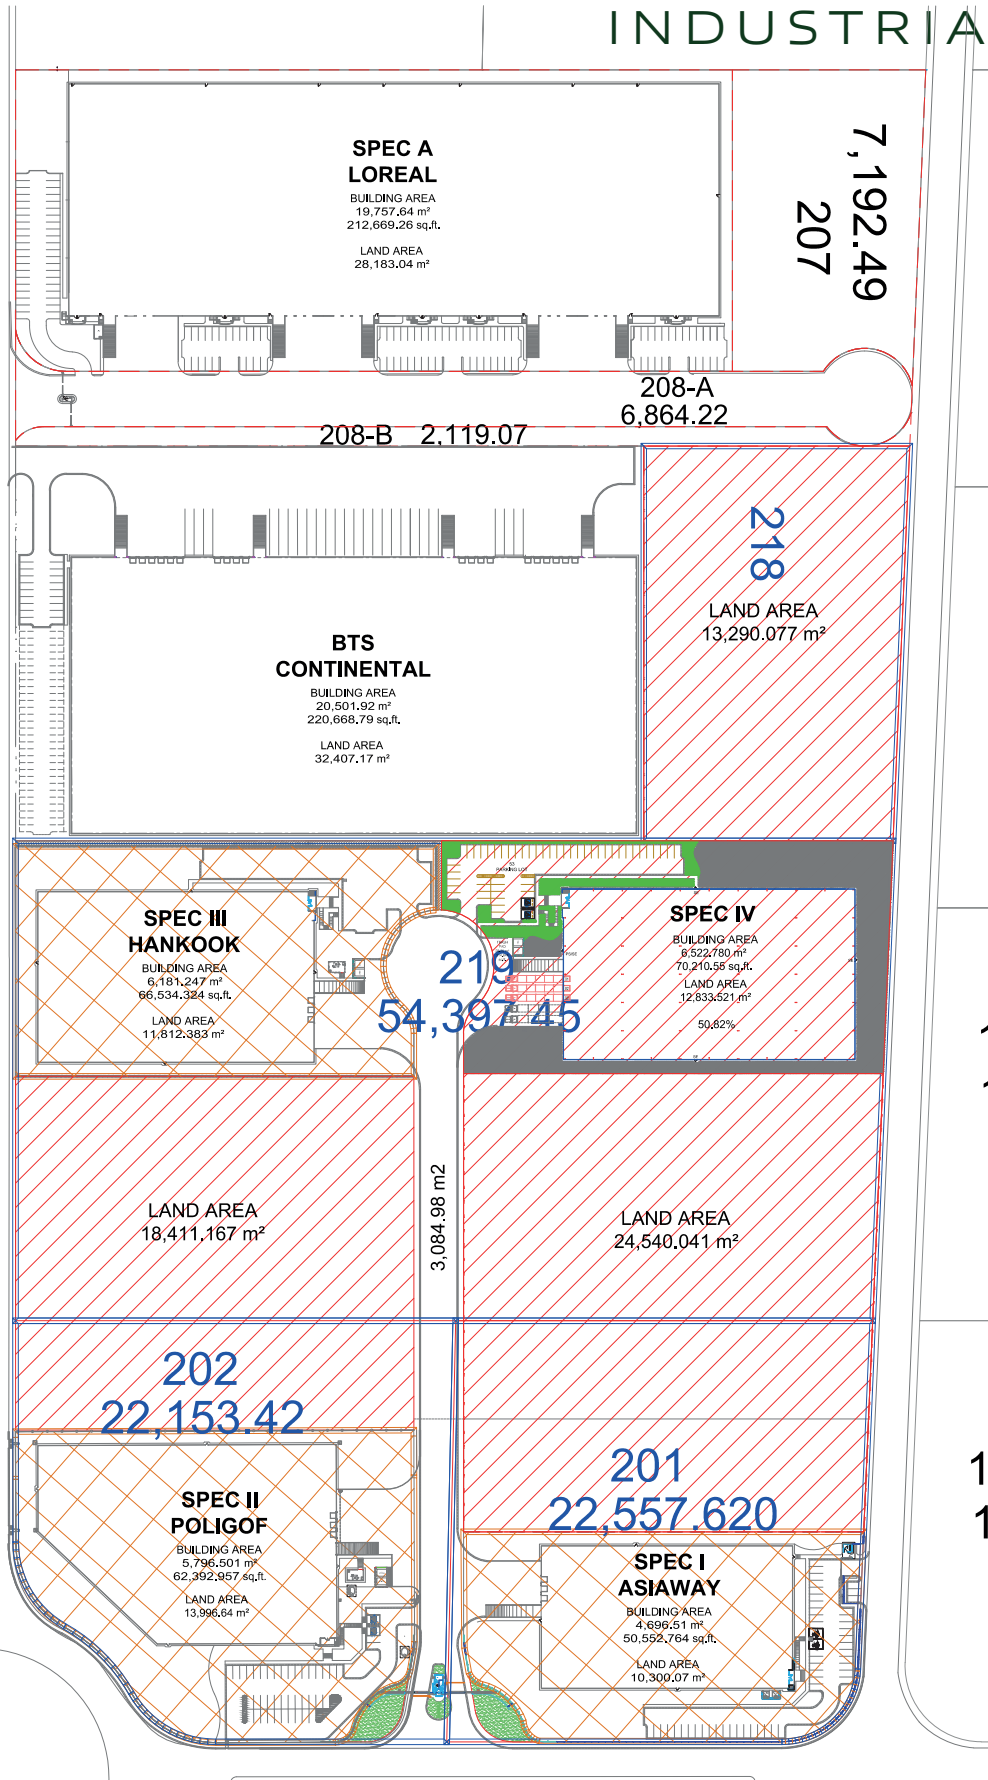 INDUSTRIA
SPEC A
LOREAL
BUILDING AREA
19,757.64 m²
212,669.26 sq.ft.
LAND AREA
28,183.04 m²
7,192.49
207
208-A
6,864.22
208-B 2,119.07
218
LAND AREA
13,290.077 m²
BTS
CONTINENTAL
BUILDING AREA
20,501.92 m²
220,668.79 sq.ft.
LAND AREA
32,407.17 m²
53
PARKING LOT
SPEC III
HANKOOK
BUILDING AREA
6,181.247 m²
66,534.324 sq.ft.
LAND AREA
11,812.383 m²
219
54,397.45
SPEC IV
BUILDING AREA
6,522.780 m²
70,210.55 sq.ft.
LAND AREA
12,833.521 m²
50.82%
1
1
LAND AREA
18,411.167 m²
3,084.98 m2
LAND AREA
24,540.041 m²
202
22,153.42
201
22,557.620
1
1
SPEC II
POLIGOF
BUILDING AREA
5,796.501 m²
62,392.957 sq.ft.
LAND AREA
13,996.64 m²
SPEC I
ASIAWAY
BUILDING AREA
4,696.51 m²
50,552.764 sq.ft.
LAND AREA
10,300.07 m²